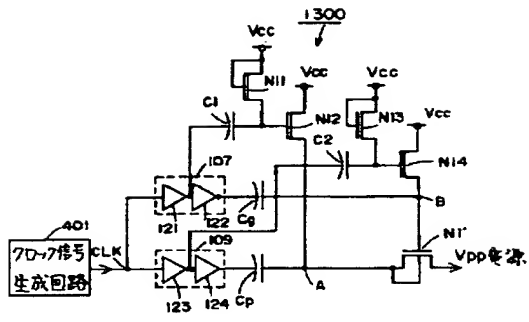 1300
Vcc
N11
Vcc
Vcc
C1
N12
C2
N13
Vcc
N14
107
B
121
122
Cg
401
クロック信号
生成回路
CLK
109
N1'
Vpp電源
123
124
Cp
A